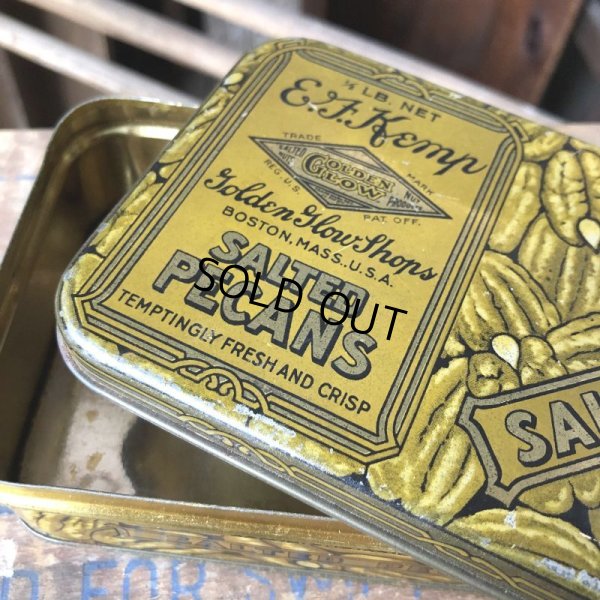 1/4 LB. NET
E.F. Kemp
TRADE MARK
GOLDEN
GLOW
REG. U.S. PAT. OFF.
Golden Glow Shops
BOSTON, MASS., U.S.A.
SALTED
PECANS
TEMPTINGLY FRESH AND CRISP
SOLD OUT
FOR